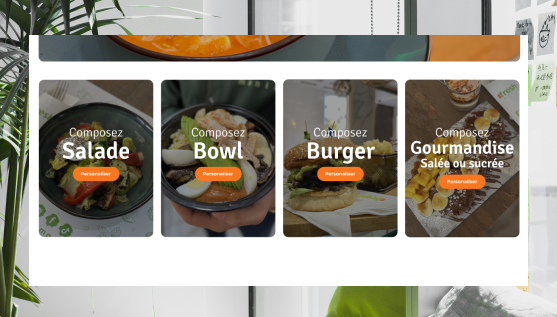 Composez
Salade
Personaliser
Composez
Bowl
Personaliser
Composez
Burger
Personaliser
Composez
Gourmandise
Salée ou sucrée
Personaliser